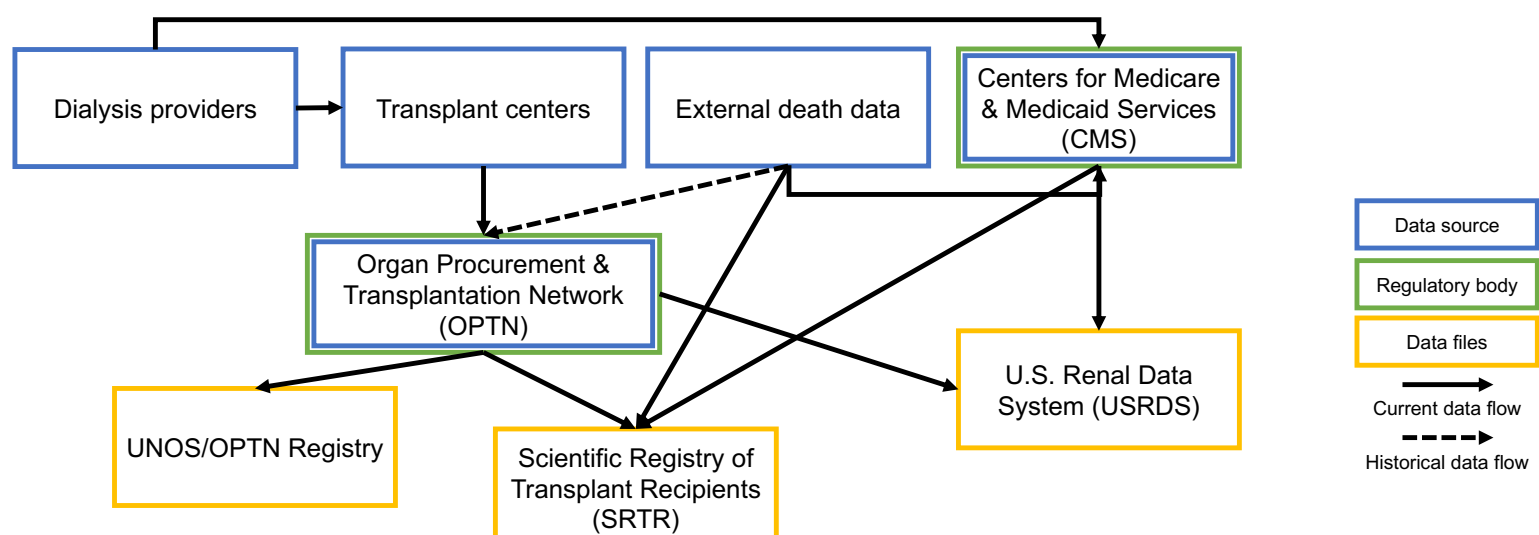 Dialysis providers
Transplant centers
External death data
Centers for Medicare
& Medicaid Services
(CMS)
Organ Procurement &
Transplantation Network
(OPTN)
UNOS/OPTN Registry
Scientific Registry of
Transplant Recipients
(SRTR)
U.S. Renal Data
System (USRDS)
Data source
Regulatory body
Data files
Current data flow
Historical data flow